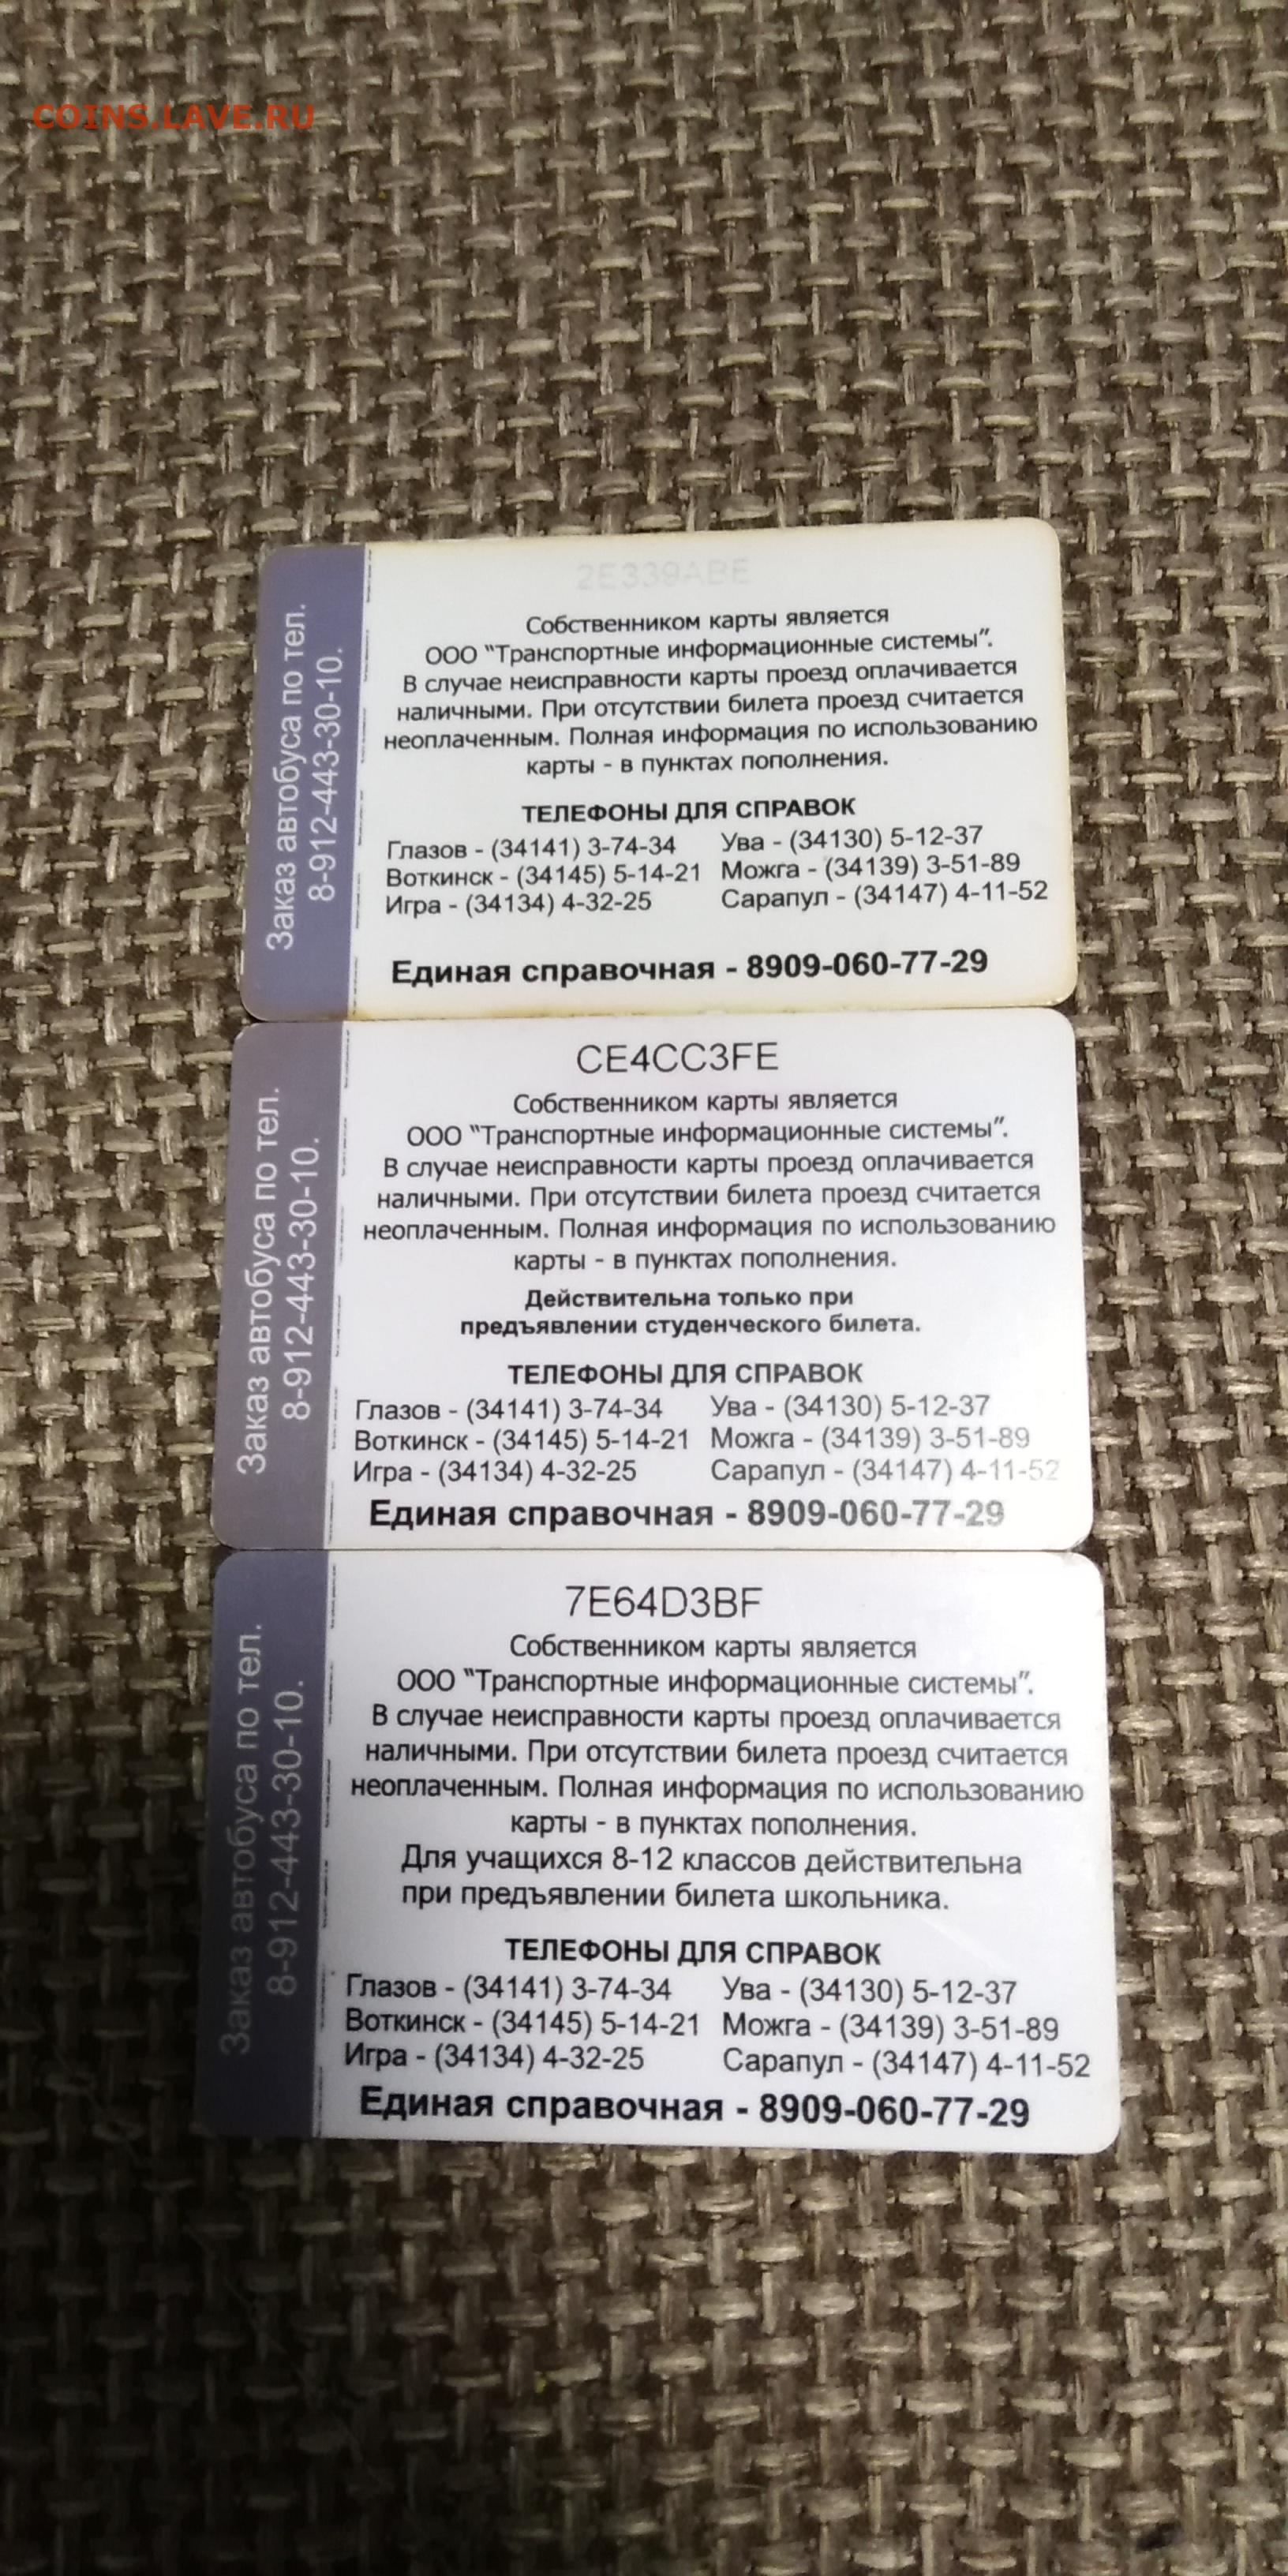 COINS.LAVE.RU
2E339ABE
Собственником карты является
ООО "Транспортные информационные системы".
В случае неисправности карты проезд оплачивается
наличными. При отсутствии билета проезд считается
неоплаченным. Полная информация по использованию
карты - в пунктах пополнения.
ТЕЛЕФОНЫ ДЛЯ СПРАВОК
Глазов - (34141) 3-74-34 Ува - (34130) 5-12-37
Воткинск - (34145) 5-14-21 Можга - (34139) 3-51-89
Игра - (34134) 4-32-25 Сарапул - (34147) 4-11-52
Единая справочная - 8909-060-77-29
Заказ автобуса по тел.
8-912-443-30-10.
CE4CC3FE
Собственником карты является
ООО "Транспортные информационные системы".
В случае неисправности карты проезд оплачивается
наличными. При отсутствии билета проезд считается
неоплаченным. Полная информация по использованию
карты - в пунктах пополнения.
Действительна только при
предъявлении студенческого билета.
ТЕЛЕФОНЫ ДЛЯ СПРАВОК
Глазов - (34141) 3-74-34 Ува - (34130) 5-12-37
Воткинск - (34145) 5-14-21 Можга - (34139) 3-51-89
Игра - (34134) 4-32-25 Сарапул - (34147) 4-11-52
Единая справочная - 8909-060-77-29
Заказ автобуса по тел.
8-912-443-30-10.
7E64D3BF
Собственником карты является
ООО "Транспортные информационные системы".
В случае неисправности карты проезд оплачивается
наличными. При отсутствии билета проезд считается
неоплаченным. Полная информация по использованию
карты - в пунктах пополнения.
Для учащихся 8-12 классов действительна
при предъявлении билета школьника.
ТЕЛЕФОНЫ ДЛЯ СПРАВОК
Глазов - (34141) 3-74-34 Ува - (34130) 5-12-37
Воткинск - (34145) 5-14-21 Можга - (34139) 3-51-89
Игра - (34134) 4-32-25 Сарапул - (34147) 4-11-52
Единая справочная - 8909-060-77-29
Заказ автобуса по тел.
8-912-443-30-10.